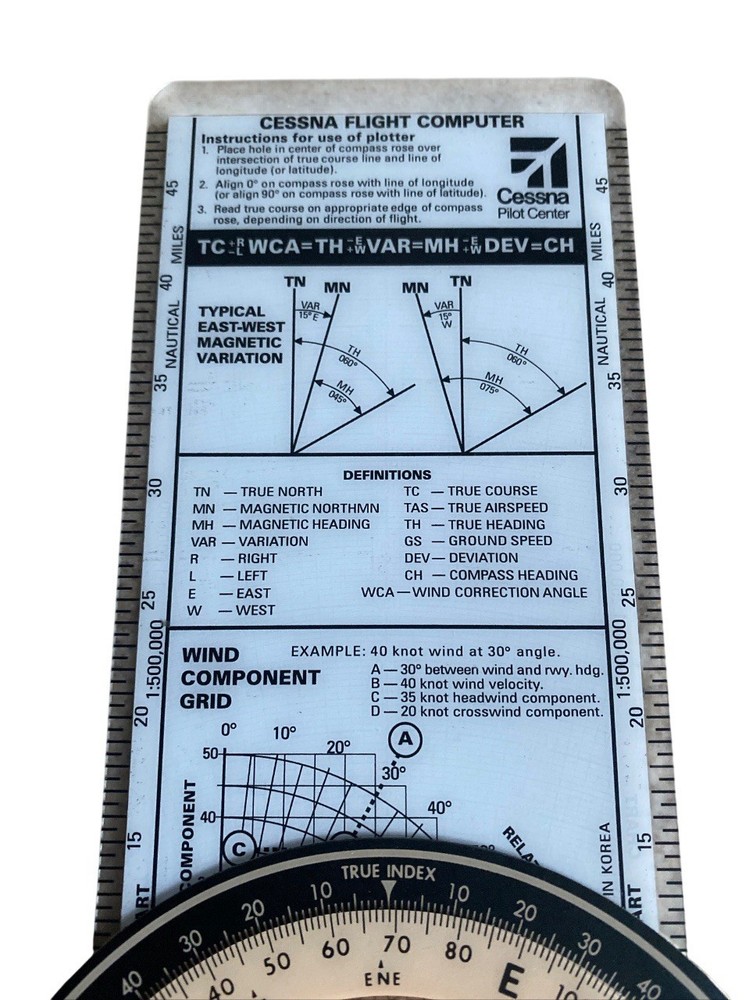 CESSNA FLIGHT COMPUTER
Instructions for use of plotter
1. Place hole in center of compass rose over
intersection of true course line and line of
longitude (or latitude).
2. Align 0° on compass rose with line of longitude
(or align 90° on compass rose with line of latitude).
3. Read true course on appropriate edge of compass
rose, depending on direction of flight.
Cessna
Pilot Center
TC +R -L WCA=TH -E +W VAR=MH -E +W DEV=CH
TYPICAL
EAST-WEST
MAGNETIC
VARIATION
TN MN
VAR
15° E
TH
060°
MH
045°
MN TN
VAR
15°
W
TH
060°
MH
075°
DEFINITIONS
TN — TRUE NORTH
MN — MAGNETIC NORTHMN
MH — MAGNETIC HEADING
VAR — VARIATION
R — RIGHT
L — LEFT
E — EAST
W — WEST
TC — TRUE COURSE
TAS — TRUE AIRSPEED
TH — TRUE HEADING
GS — GROUND SPEED
DEV — DEVIATION
CH — COMPASS HEADING
WCA — WIND CORRECTION ANGLE
WIND
COMPONENT
GRID
EXAMPLE: 40 knot wind at 30° angle.
A — 30° between wind and rwy. hdg.
B — 40 knot wind velocity.
C — 35 knot headwind component.
D — 20 knot crosswind component.
0° 10° 20° 30° 40°
A
50
40
C
COMPONENT
IN KOREA
45
NAUTICAL MILES
40
35
30
25
1:500,000
20
15
ART
45
NAUTICAL MILES
40
35
30
25
1:500,000
20
15
ART
TRUE INDEX
40 30 20 10 10 20 30 40
40 50 60 70 80 E 10
ENE